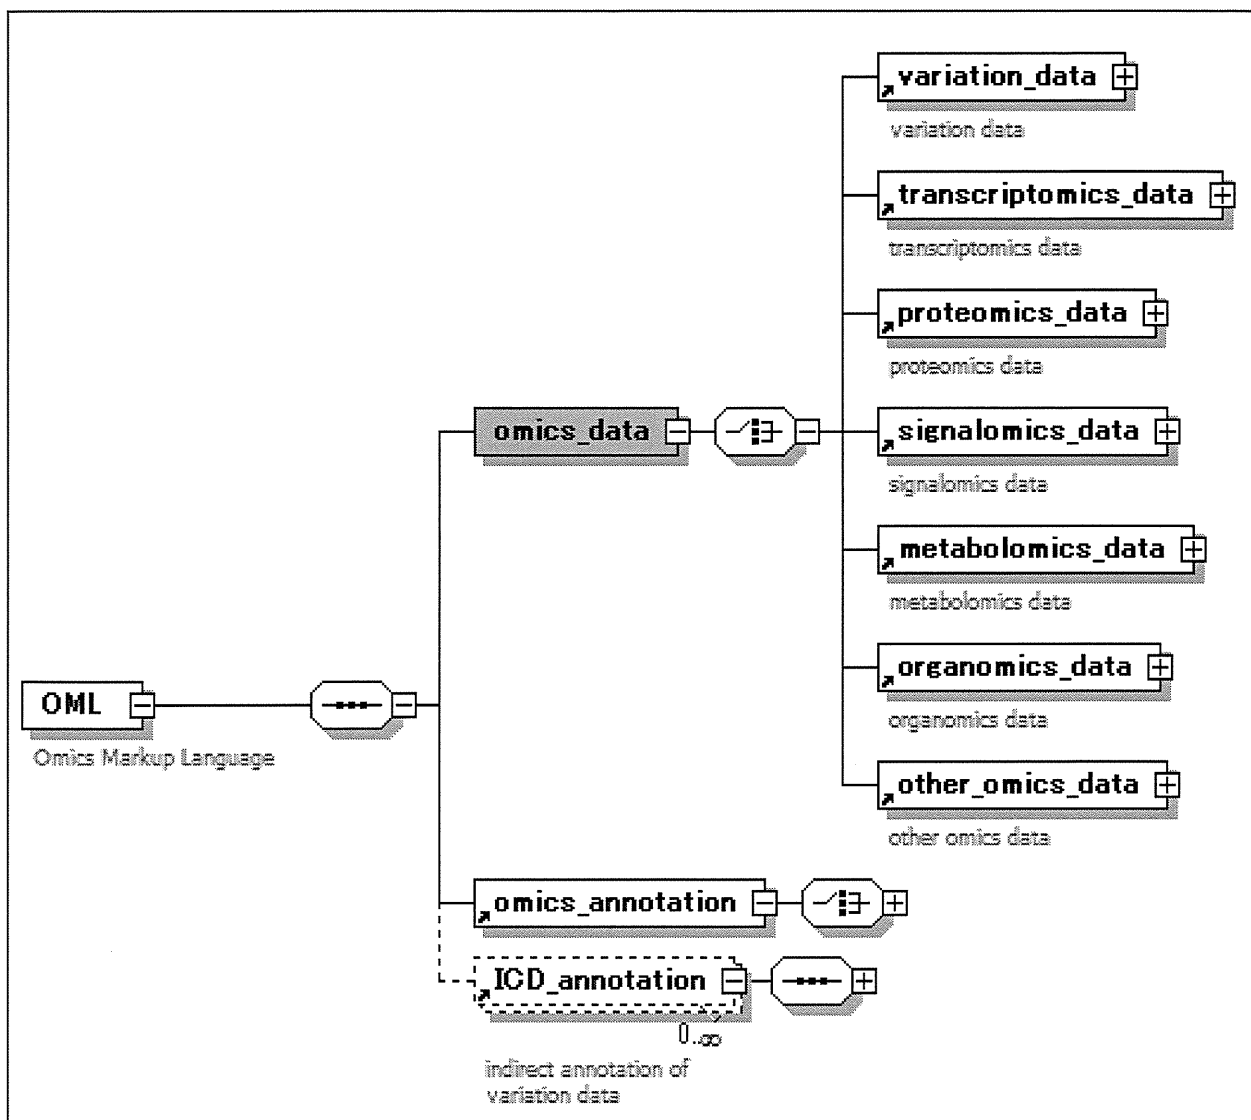 variation_data
variation data
transcriptomics_data
transcriptomics data
proteomics_data
proteomics data
omics_data
signalomics_data
signalomics data
metabolomics_data
metabolomics data
OML
Omics Markup Language
organomics_data
organomics data
other_omics_data
other omics data
omics_annotation
ICD_annotation
0..∞
indirect annotation of
variation data